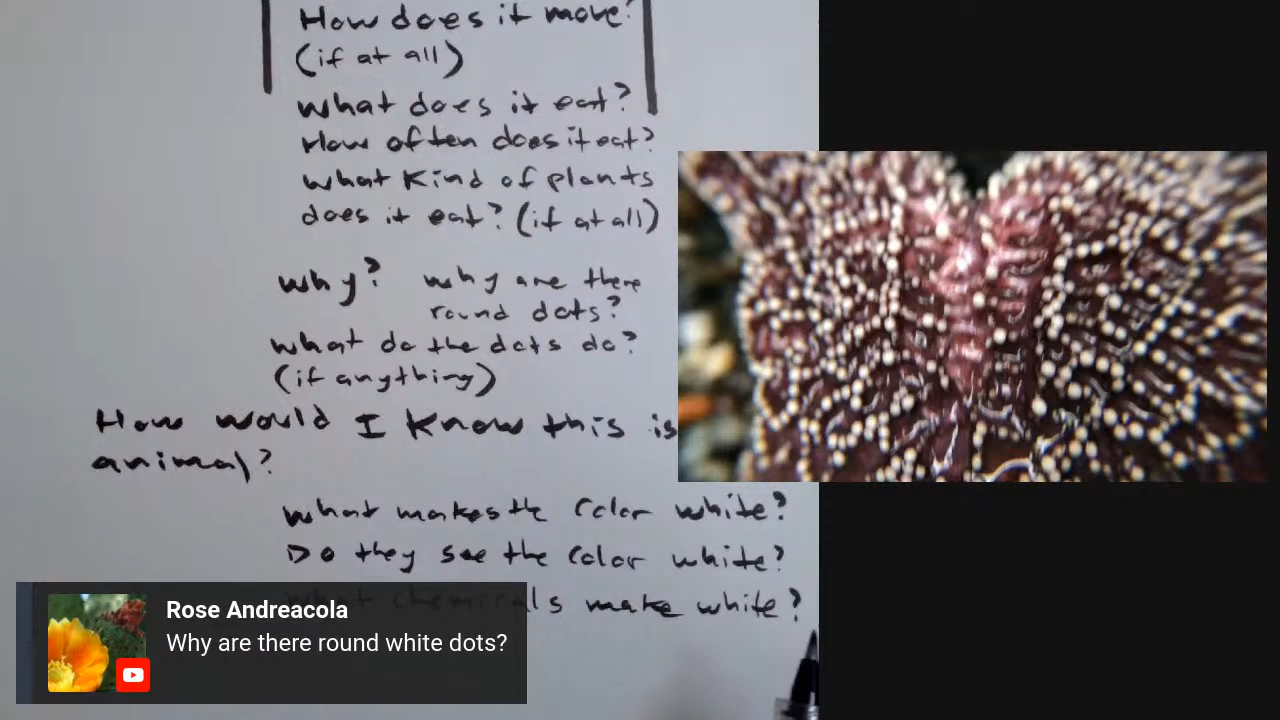 How does it move?
(if at all)
What does it eat?
How often does it eat?
What kind of plants
does it eat? (if at all)
Why? Why are there
round dots?
What do the dots do?
(if anything)
How would I know this is
animal?
What makes the color white?
Do they see the color white?
What chemicals make white?
Rose Andreacola
Why are there round white dots?